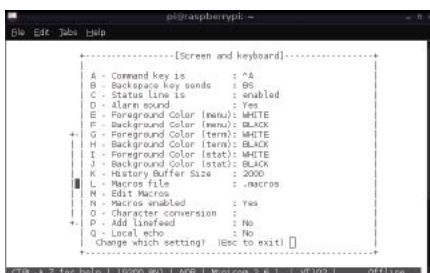 pi@raspberrypi: ~
File Edit Tabs Help
[Screen and keyboard]
A - Command key is : ^A
B - Backspace key sends : BS
C - Status line is : enabled
D - Alarm sound : Yes
E - Foreground Color (menu): WHITE
F - Background Color (menu): BLACK
G - Foreground Color (term): WHITE
H - Background Color (term): BLACK
I - Foreground Color (stat): WHITE
J - Background Color (stat): BLACK
K - History Buffer Size : 2000
L - Macros file : .macros
M - Edit Macros
N - Macros enabled : Yes
O - Character conversion :
P - Add linefeed : No
Q - Local echo : No
Change which setting? (Esc to exit)
CTRL-A Z for help | 19200 8N1 | NOR | Minicom 2.6.1 | VT102 | Offline